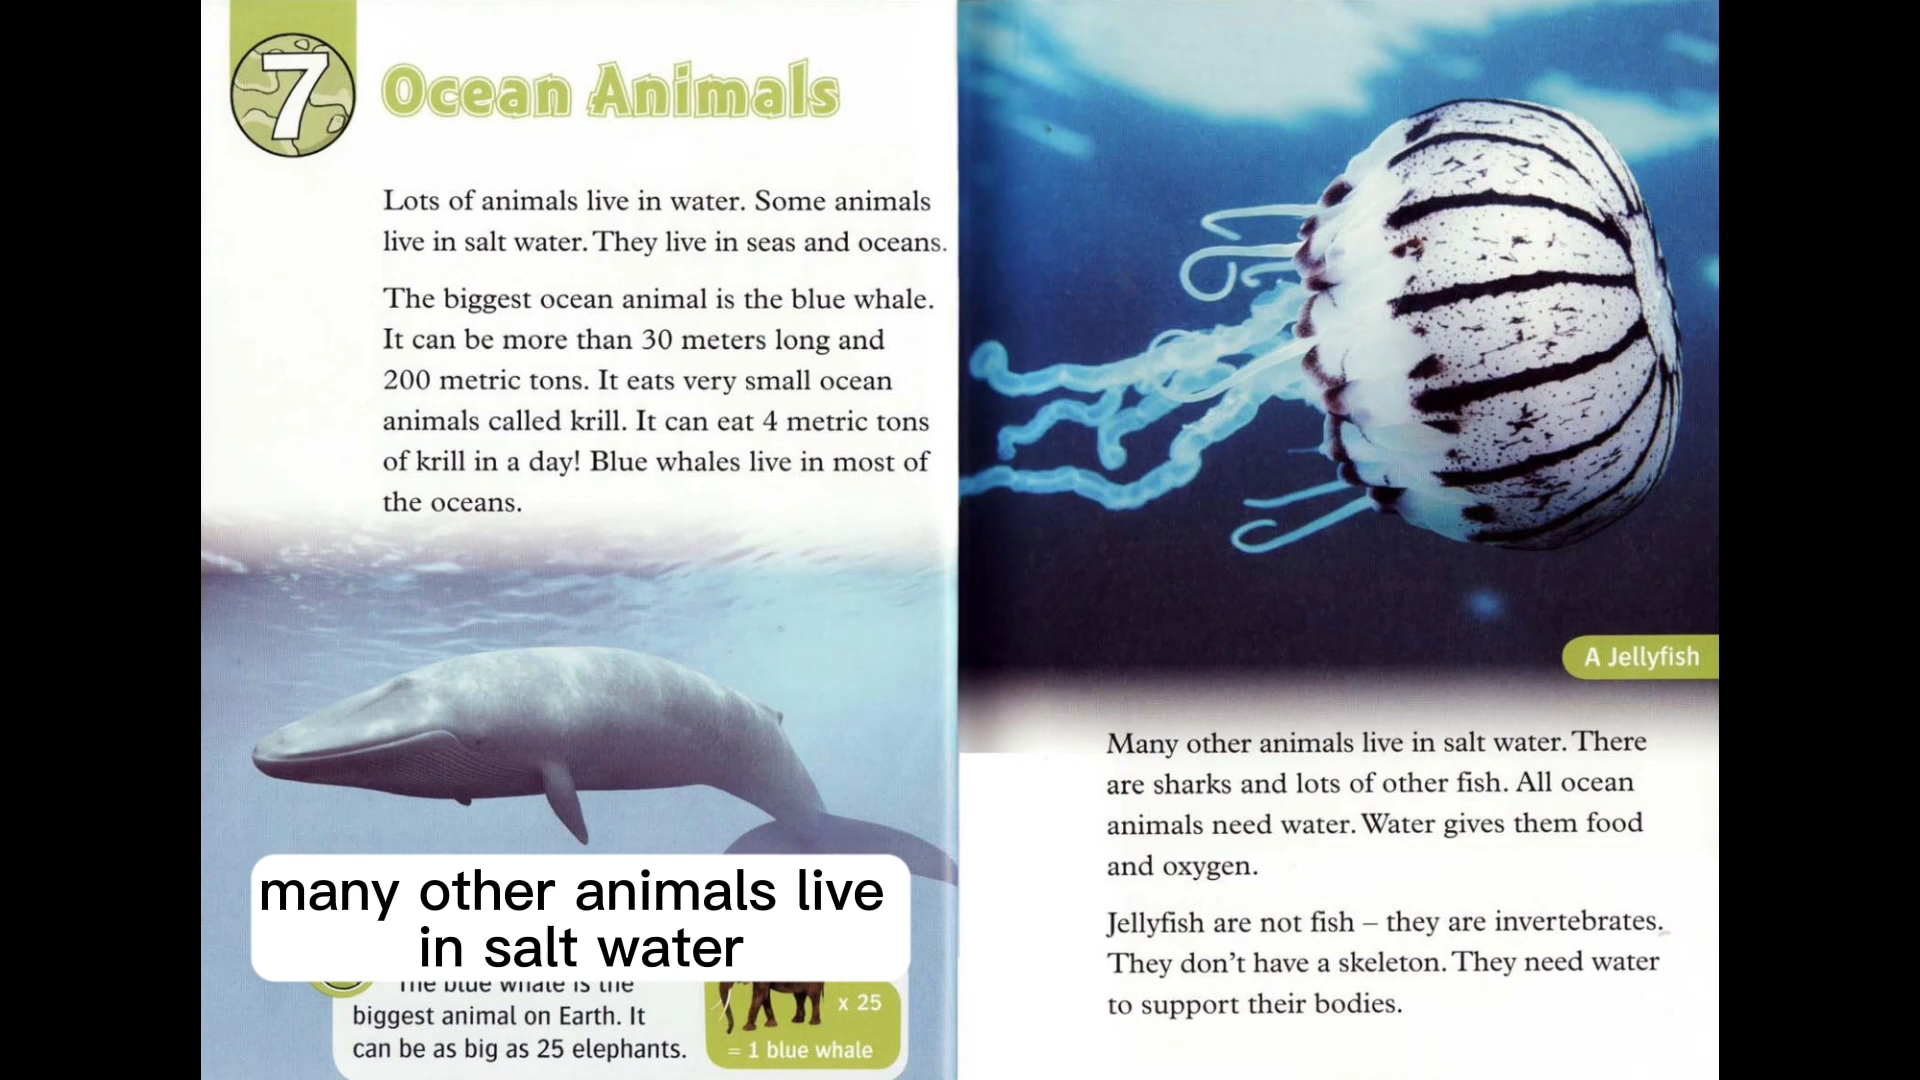 7
Ocean Animals
Lots of animals live in water. Some animals
live in salt water. They live in seas and oceans.
The biggest ocean animal is the blue whale.
It can be more than 30 meters long and
200 metric tons. It eats very small ocean
animals called krill. It can eat 4 metric tons
of krill in a day! Blue whales live in most of
the oceans.
many other animals live
in salt water
The blue whale is the
biggest animal on Earth. It
can be as big as 25 elephants.
x 25
= 1 blue whale
A Jellyfish
Many other animals live in salt water. There
are sharks and lots of other fish. All ocean
animals need water. Water gives them food
and oxygen.
Jellyfish are not fish – they are invertebrates.
They don't have a skeleton. They need water
to support their bodies.